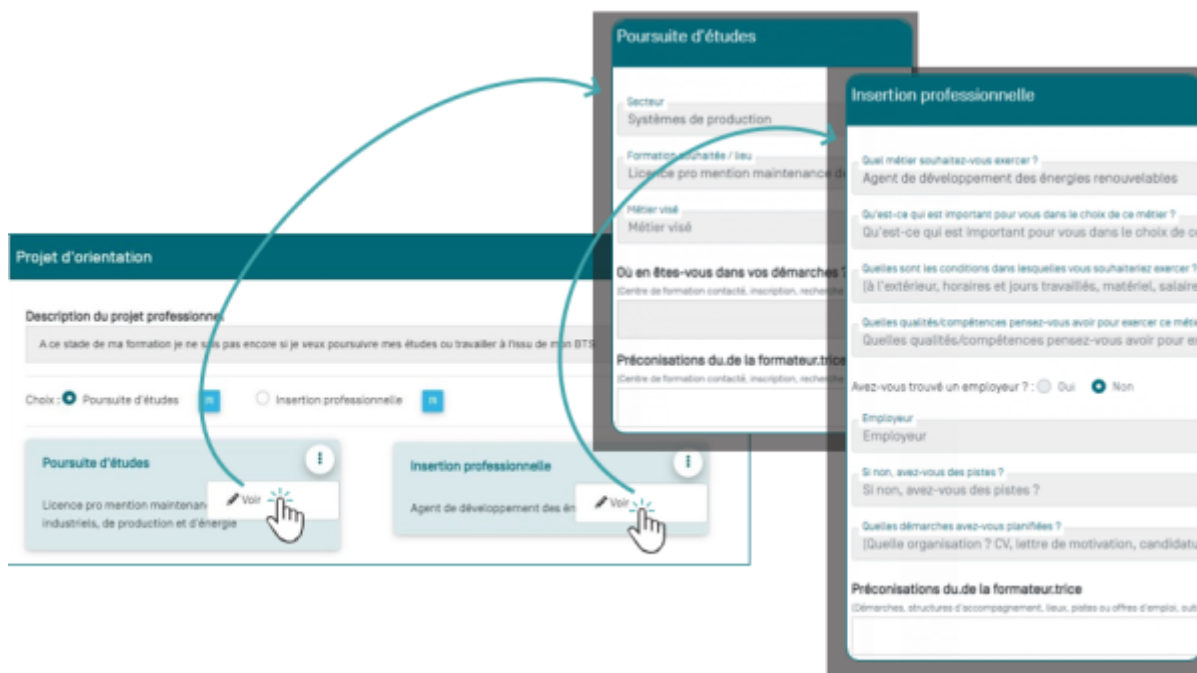 Projet d'orientation
Description du projet professionnel
A ce stade de ma formation je ne sais pas encore si je veux poursuivre mes études ou travailler à l'issu de mon BTS
Choix : Poursuite d'études
Insertion professionnelle
Poursuite d'études
Licence pro mention maintenan
industriels, de production et d'énergie
Voir
Insertion professionnelle
Agent de développement des én
Voir
Poursuite d'études
Secteur
Systèmes de production
Formation souhaitée / lieu
Licence pro mention maintenance de
Métier visé
Métier visé
Où en êtes-vous dans vos démarches ?
(Centre de formation contacté, inscription, recherche
Préconisations du.de la formateur.trice
(Centre de formation contacté, inscription, recherche
Insertion professionnelle
Quel métier souhaitez-vous exercer ?
Agent de développement des énergies renouvelables
Qu'est-ce qui est important pour vous dans le choix de ce métier ?
Qu'est-ce qui est important pour vous dans le choix de ce
Quelles sont les conditions dans lesquelles vous souhaiteriez exercer ?
(à l'extérieur, horaires et jours travaillés, matériel, salaire
Quelles qualités/compétences pensez-vous avoir pour exercer ce métie
Quelles qualités/compétences pensez-vous avoir pour ex
Avez-vous trouvé un employeur ? : Oui Non
Employeur
Employeur
Si non, avez-vous des pistes ?
Si non, avez-vous des pistes ?
Quelles démarches avez-vous planifiées ?
(Quelle organisation ? CV, lettre de motivation, candidatu
Préconisations du.de la formateur.trice
(Démarches, structures d'accompagnement, lieux, pistes ou offres d'emploi, out